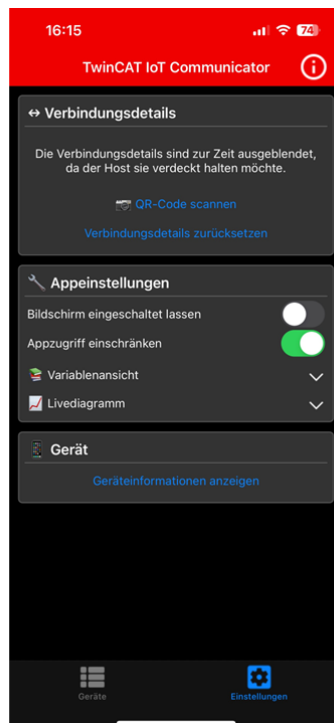 16:15
74
TwinCAT IoT Communicator
Verbindungsdetails
Die Verbindungsdetails sind zur Zeit ausgeblendet,
da der Host sie verdeckt halten möchte.
QR-Code scannen
Verbindungsdetails zurücksetzen
Appeinstellungen
Bildschirm eingeschaltet lassen
Appzugriff einschränken
Variablenansicht
Livediagramm
Gerät
Geräteinformationen anzeigen
Geräte
Einstellungen